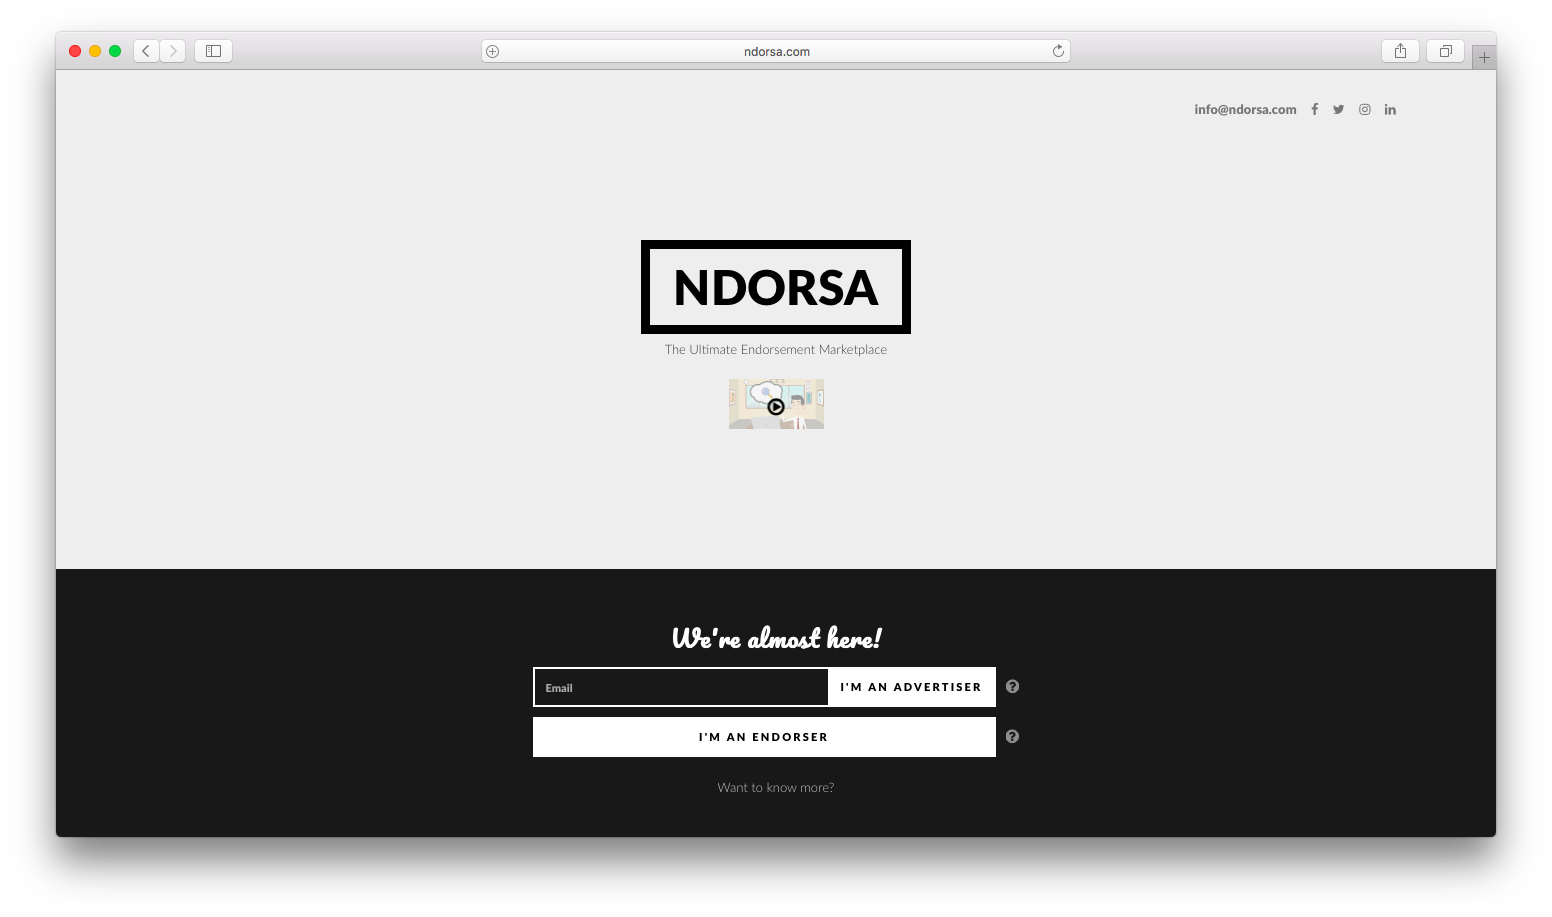 ndorsa.com
info@ndorsa.com
NDORSA
The Ultimate Endorsement Marketplace
We're almost here!
Email
I'M AN ADVERTISER
I'M AN ENDORSER
Want to know more?